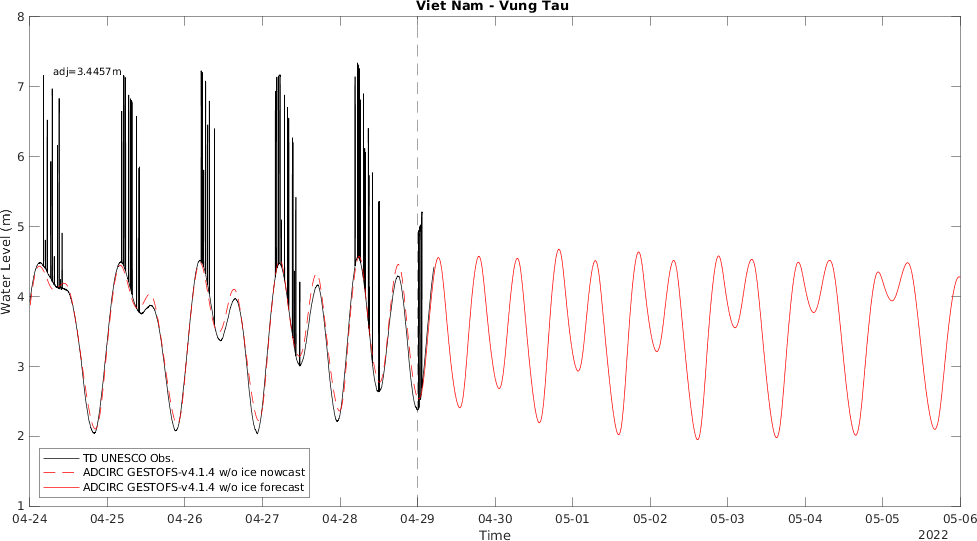 Viet Nam - Vung Tau
8
adj=3.4457m
7
6
5
4
3
2
1
Water Level (m)
TD UNESCO Obs.
ADCIRC GESTOFS-v4.1.4 w/o ice nowcast
ADCIRC GESTOFS-v4.1.4 w/o ice forecast
04-24 04-25 04-26 04-27 04-28 04-29 04-30 05-01 05-02 05-03 05-04 05-05 05-06
Time
2022